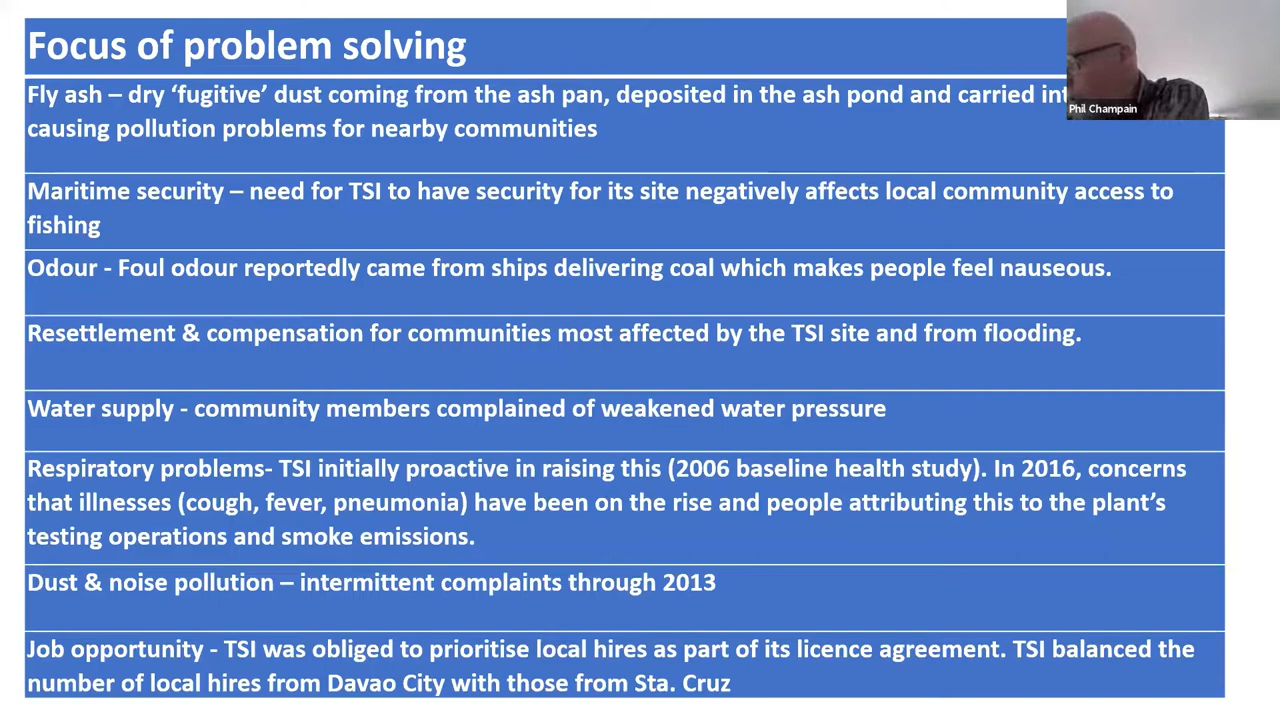 Focus of problem solving
Fly ash – dry ‘fugitive’ dust coming from the ash pan, deposited in the ash pond and carried
causing pollution problems for nearby communities
Maritime security – need for TSI to have security for its site negatively affects local community access to
fishing
Odour - Foul odour reportedly came from ships delivering coal which makes people feel nauseous.
Resettlement & compensation for communities most affected by the TSI site and from flooding.
Water supply - community members complained of weakened water pressure
Respiratory problems- TSI initially proactive in raising this (2006 baseline health study). In 2016, concerns
that illnesses (cough, fever, pneumonia) have been on the rise and people attributing this to the plant’s
testing operations and smoke emissions.
Dust & noise pollution – intermittent complaints through 2013
Job opportunity - TSI was obliged to prioritise local hires as part of its licence agreement. TSI balanced the
number of local hires from Davao City with those from Sta. Cruz
Phil Champain